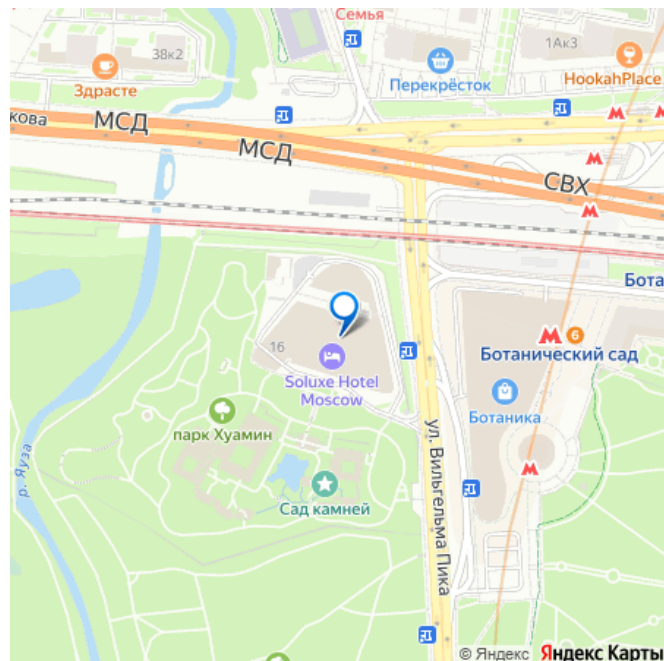 Семья
38к2
Здрасте
Перекрёсток
1Ак3
HookahPlace
кова
МСД
МСД
СВХ
Бота
16
Soluxe Hotel
Moscow
Ботанический сад
6
Ботаника
парк Хуамин
Сад камней
р. Яуза
ул. Вильгельма Пика
© Яндекс Яндекс Карты